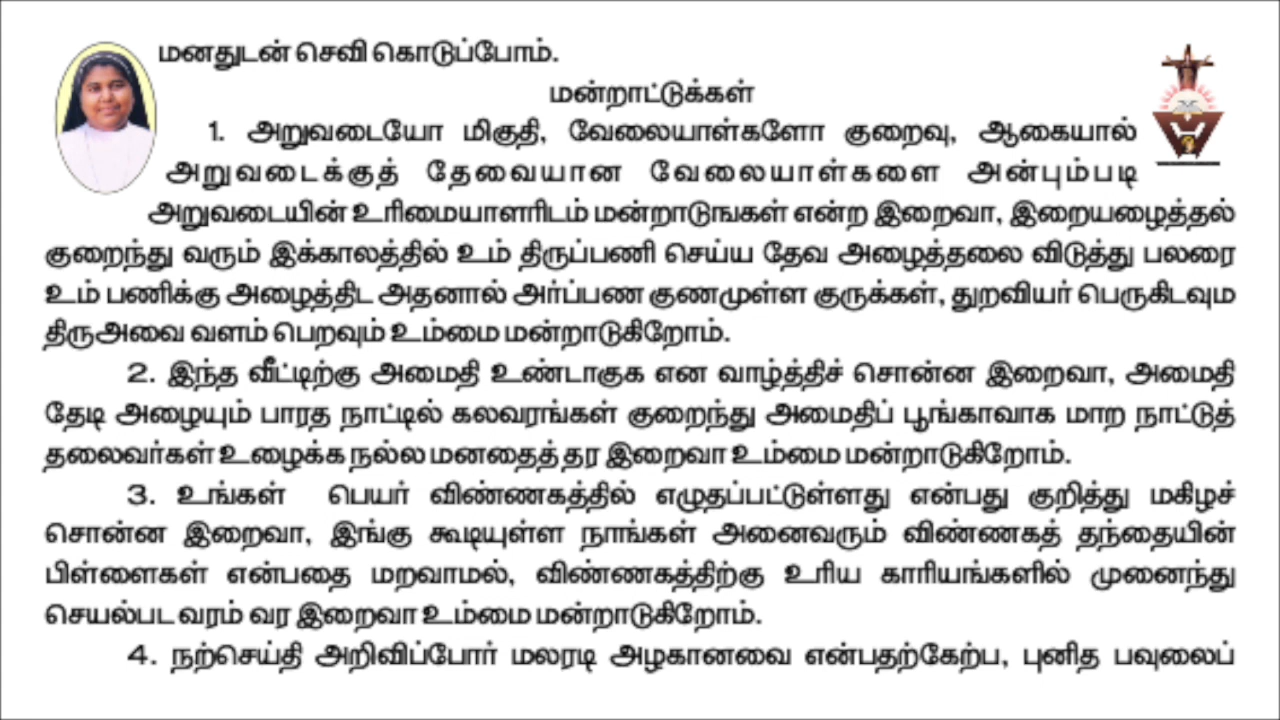 மனதுடன் செவி கொடுப்போம்.
மன்றாட்டுக்கள்
1. அறுவடையோ மிகுதி, வேலையாள்களோ குறைவு, ஆகையால்
அறுவடைக்குத் தேவையான வேலையாள்களை அன்பும்படி
அறுவடையின் உரிமையாளரிடம் மன்றாடுஙகள் என்ற இறைவா, இறையழைத்தல்
குறைந்து வரும் இக்காலத்தில் உம் திருப்பணி செய்ய தேவ அழைத்தலை விடுத்து பலரை
உம் பணிக்கு அழைத்திட அதனால் அர்ப்பண குணமுள்ள குருக்கள், துறவியர் பெருகிடவும
திருஅவை வளம் பெறவும் உம்மை மன்றாடுகிறோம்.
2. இந்த வீட்டிற்கு அமைதி உண்டாகுக என வாழ்த்திச் சொன்ன இறைவா, அமைதி
தேடி அழையும் பாரத நாட்டில் கலவரங்கள் குறைந்து அமைதிப் பூங்காவாக மாற நாட்டுத்
தலைவர்கள் உழைக்க நல்ல மனதைத் தர இறைவா உம்மை மன்றாடுகிறோம்.
3. உங்கள் பெயர் விண்ணகத்தில் எழுதப்பட்டுள்ளது என்பது குறித்து மகிழச்
சொன்ன இறைவா, இங்கு கூடியுள்ள நாங்கள் அனைவரும் விண்ணகத் தந்தையின்
பிள்ளைகள் என்பதை மறவாமல், விண்ணகத்திற்கு உரிய காரியங்களில் முனைந்து
செயல்பட வரம் வர இறைவா உம்மை மன்றாடுகிறோம்.
4. நற்செய்தி அறிவிப்போர் மலரடி அழகானவை என்பதற்கேற்ப, புனித பவுலைப்